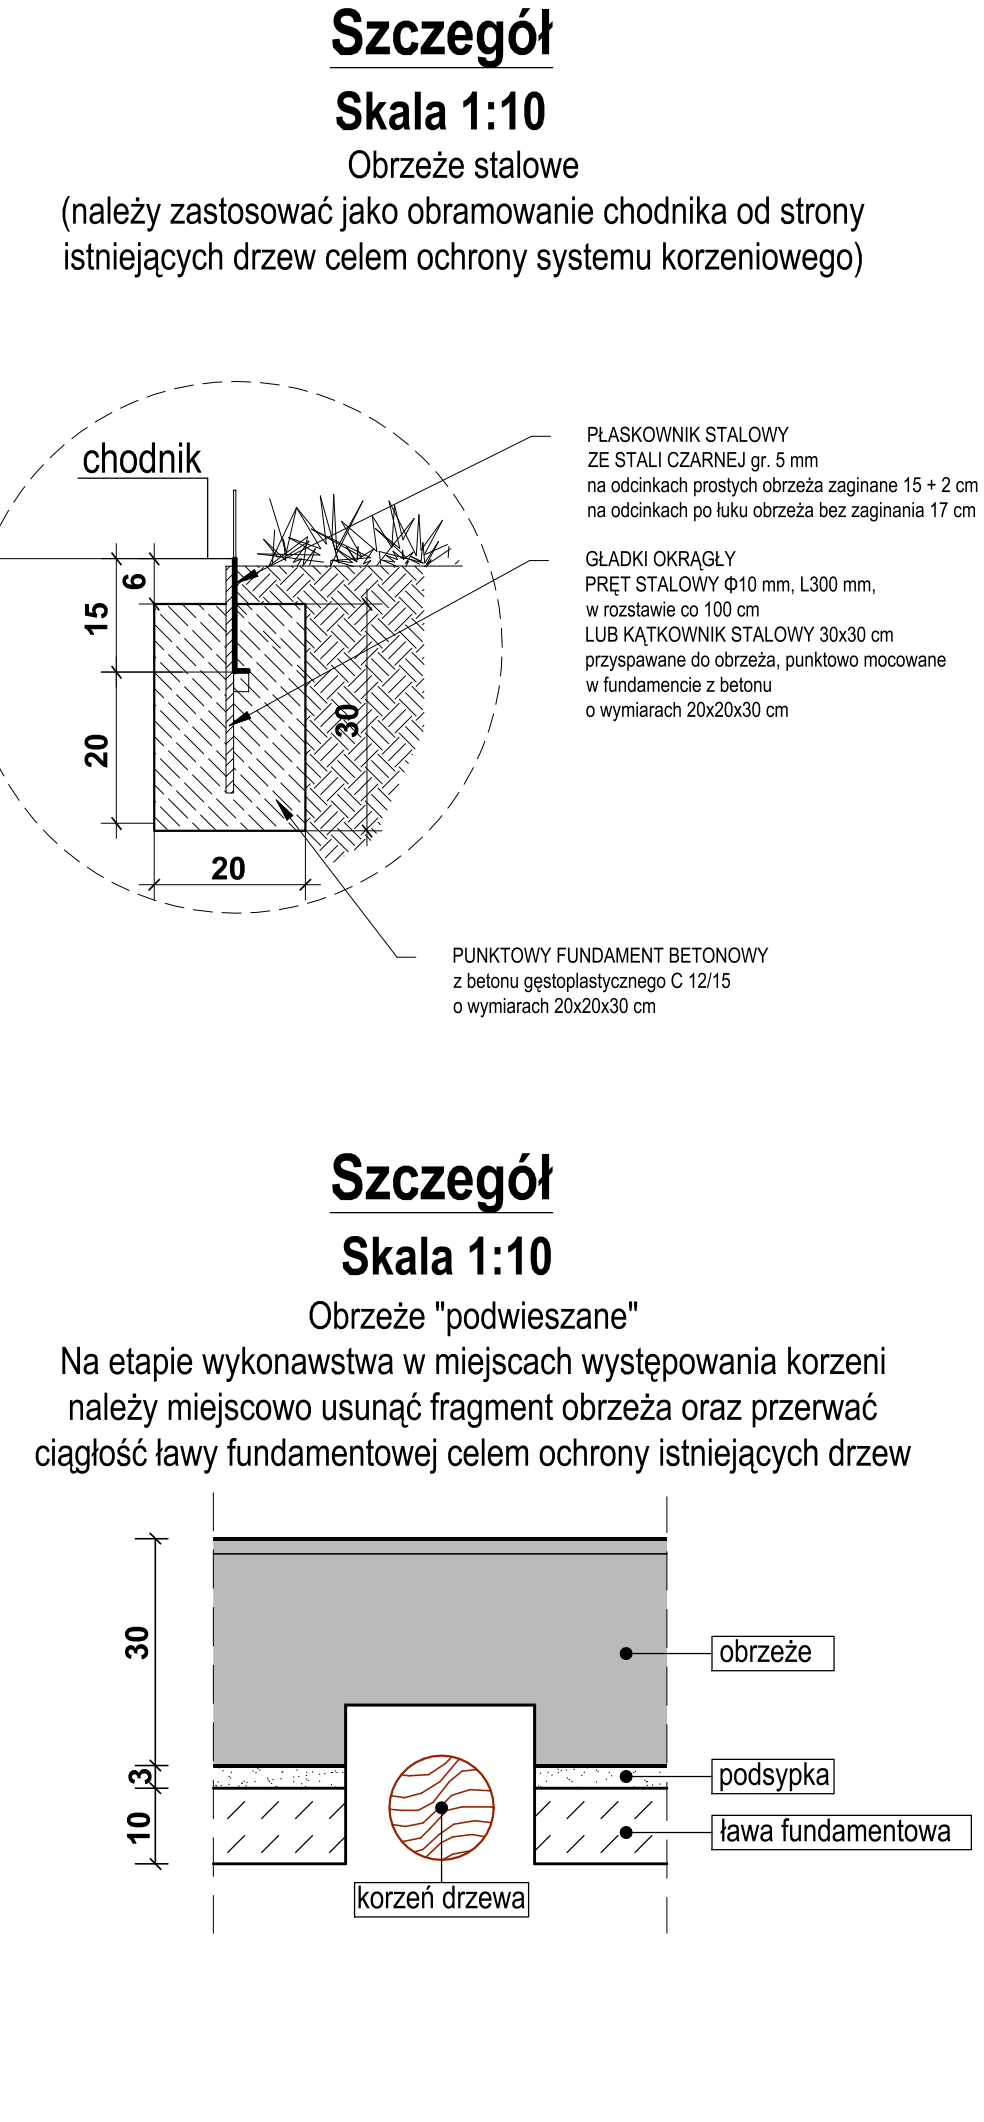 Szczegół
Skala 1:10
Obrzeże stalowe
(należy zastosować jako obramowanie chodnika od strony
istniejących drzew celem ochrony systemu korzeniowego)
chodnik
PŁASKOWNIK STALOWY
ZE STALI CZARNEJ gr. 5 mm
na odcinkach prostych obrzeża zaginane 15 + 2 cm
na odcinkach po łuku obrzeża bez zaginania 17 cm
GŁADKI OKRĄGŁY
PRĘT STALOWY Φ10 mm, L300 mm,
w rozstawie co 100 cm
LUB KĄTKOWNIK STALOWY 30x30 cm
przyspawane do obrzeża, punktowo mocowane
w fundamencie z betonu
o wymiarach 20x20x30 cm
6
15
20
30
20
PUNKTOWY FUNDAMENT BETONOWY
z betonu gęstoplastycznego C 12/15
o wymiarach 20x20x30 cm
Szczegół
Skala 1:10
Obrzeże "podwieszane"
Na etapie wykonawstwa w miejscach występowania korzeni
należy miejscowo usunąć fragment obrzeża oraz przerwać
ciągłość ławy fundamentowej celem ochrony istniejących drzew
30
3
10
obrzeże
podsypka
ława fundamentowa
korzeń drzewa